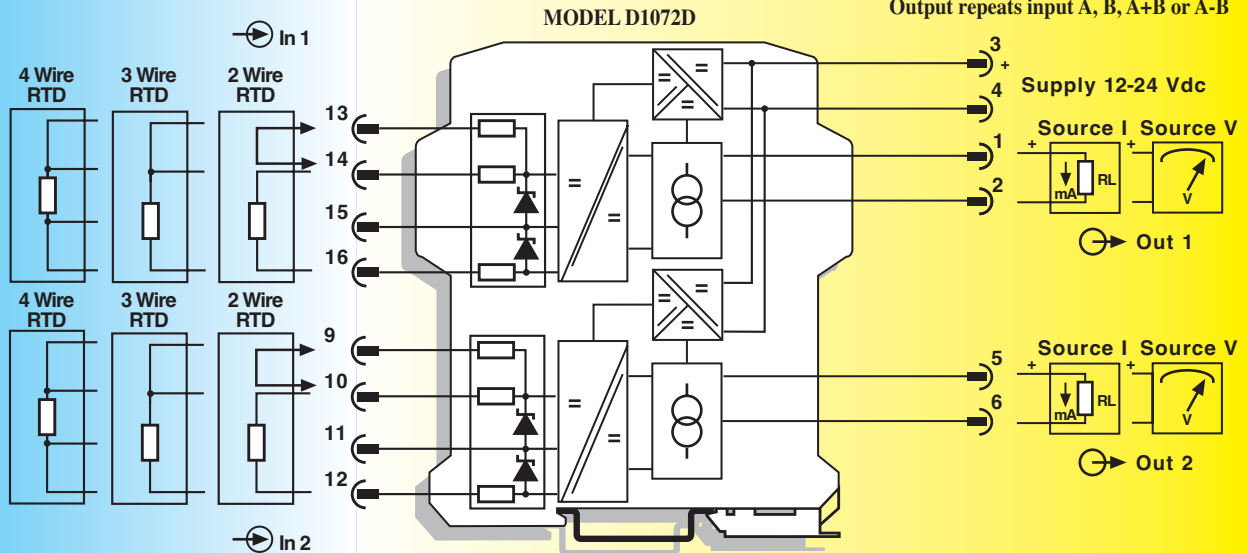 MODEL D1072D
Output repeats input A, B, A+B or A-B
In 1
4 Wire RTD
3 Wire RTD
2 Wire RTD
13
14
15
16
3
+
4
Supply 12-24 Vdc
1
2
Source I
Source V
+
+
mA
RL
V
Out 1
=
=
=
=
=
4 Wire RTD
3 Wire RTD
2 Wire RTD
9
10
11
12
=
=
=
=
=
5
6
Source I
Source V
+
+
mA
RL
V
Out 2
In 2